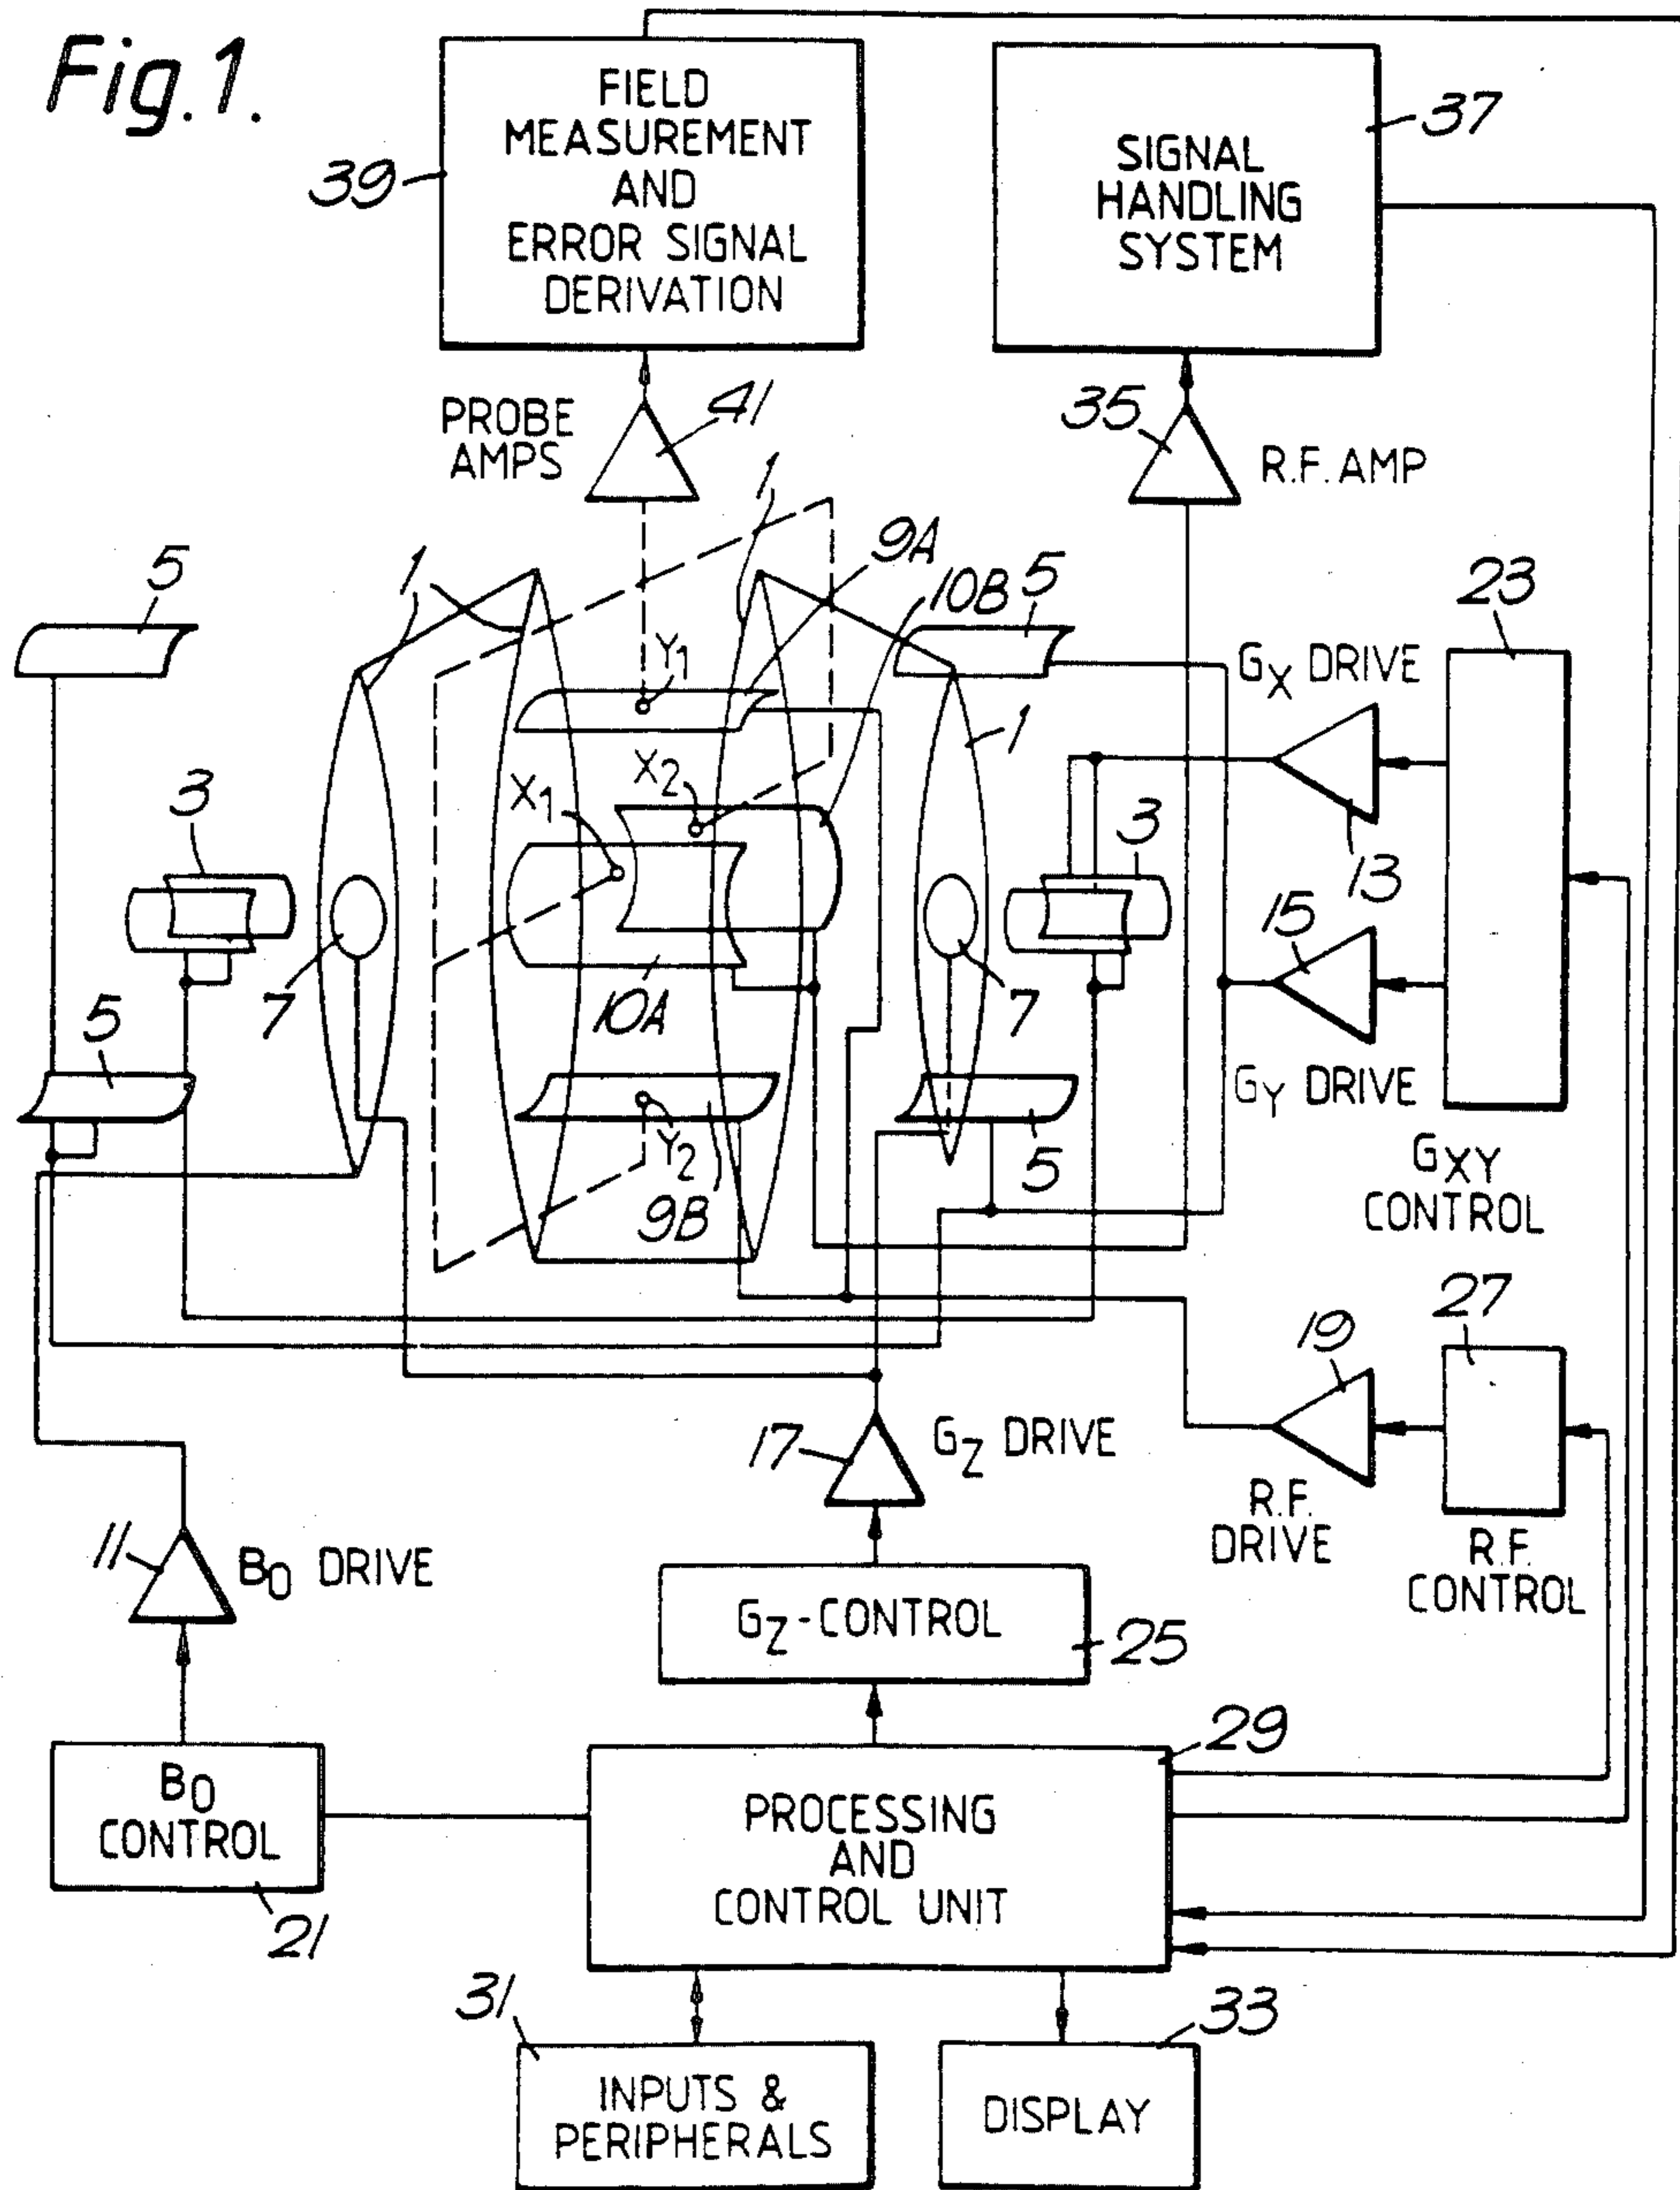 Fig.1.
FIELD
MEASUREMENT
AND
ERROR SIGNAL
DERIVATION
39
SIGNAL
HANDLING
SYSTEM
37
PROBE
AMPS
41
35
R.F. AMP
1
1
9A
10B
5
5
23
Y1
GX DRIVE
1
X2
X1
3
3
13
15
7
7
10A
5
GY DRIVE
Y2
9B
5
GXY
CONTROL
27
19
17
GZ DRIVE
R.F.
DRIVE
R.F.
CONTROL
11
B0 DRIVE
GZ-CONTROL
25
29
B0
CONTROL
21
PROCESSING
AND
CONTROL UNIT
31
33
INPUTS &
PERIPHERALS
DISPLAY